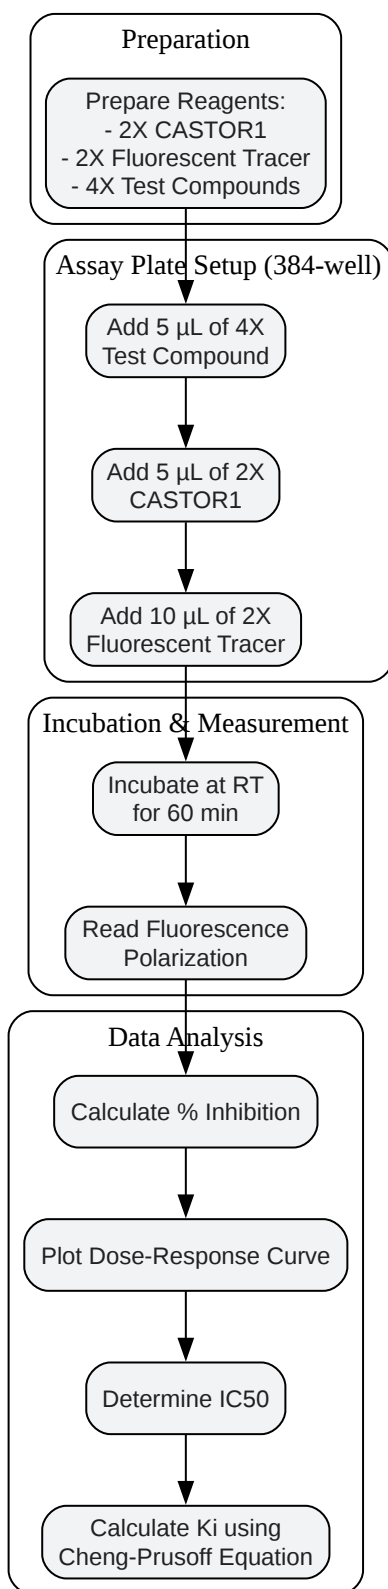 Preparation
Prepare Reagents:
- 2X CASTOR1
- 2X Fluorescent Tracer
- 4X Test Compounds
Assay Plate Setup (384-well)
Add 5 µL of 4X
Test Compound
Add 5 µL of 2X
CASTOR1
Add 10 µL of 2X
Fluorescent Tracer
Incubation & Measurement
Incubate at RT
for 60 min
Read Fluorescence
Polarization
Data Analysis
Calculate % Inhibition
Plot Dose-Response Curve
Determine IC50
Calculate Ki using
Cheng-Prusoff Equation